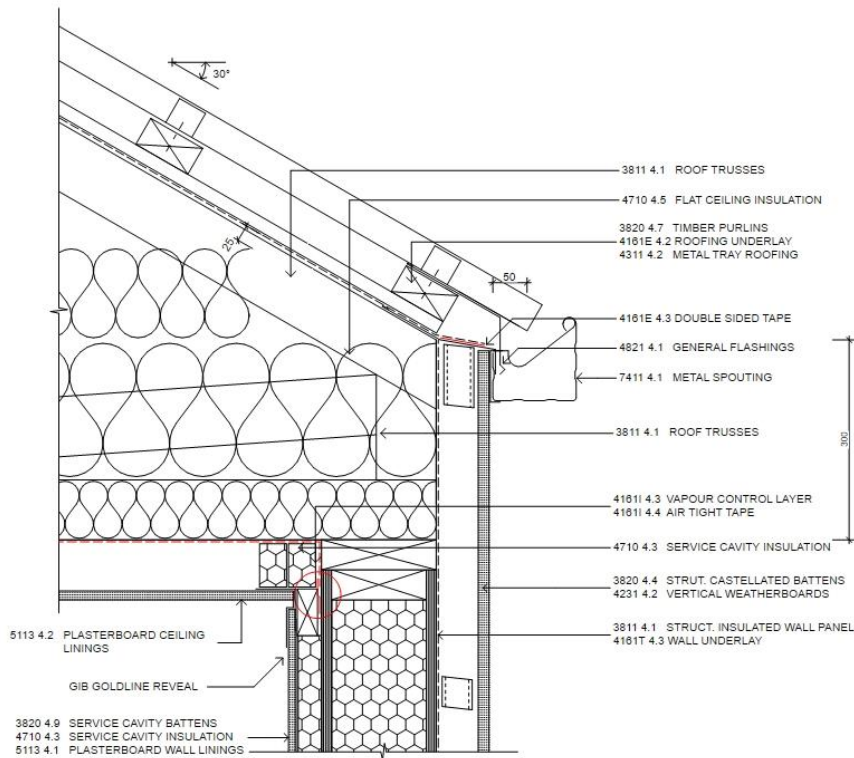 30°
3811 4.1 ROOF TRUSSES
4710 4.5 FLAT CEILING INSULATION
3820 4.7 TIMBER PURLINS
4161E 4.2 ROOFING UNDERLAY
4311 4.2 METAL TRAY ROOFING
25
50
4161E 4.3 DOUBLE SIDED TAPE
4821 4.1 GENERAL FLASHINGS
7411 4.1 METAL SPOUTING
3811 4.1 ROOF TRUSSES
300
4161I 4.3 VAPOUR CONTROL LAYER
4161I 4.4 AIR TIGHT TAPE
4710 4.3 SERVICE CAVITY INSULATION
3820 4.4 STRUT. CASTELLATED BATTENS
4231 4.2 VERTICAL WEATHERBOARDS
3811 4.1 STRUCT. INSULATED WALL PANEL
4161T 4.3 WALL UNDERLAY
5113 4.2 PLASTERBOARD CEILING
LININGS
GIB GOLDLINE REVEAL
3820 4.9 SERVICE CAVITY BATTENS
4710 4.3 SERVICE CAVITY INSULATION
5113 4.1 PLASTERBOARD WALL LININGS